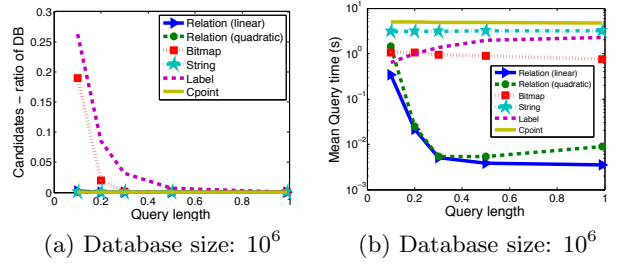 Candidates – ratio of DB
0.3
0.25
0.2
0.15
0.1
0.05
0
0
0.2
0.4
0.6
0.8
1
Query length
Relation (linear)
Relation (quadratic)
Bitmap
String
Label
Cpoint
(a) Database size: 10^6
Mean Query time (s)
10^1
10^0
10^-1
10^-2
10^-3
0
0.2
0.4
0.6
0.8
1
Query length
Relation (linear)
Relation (quadratic)
Bitmap
String
Label
Cpoint
(b) Database size: 10^6